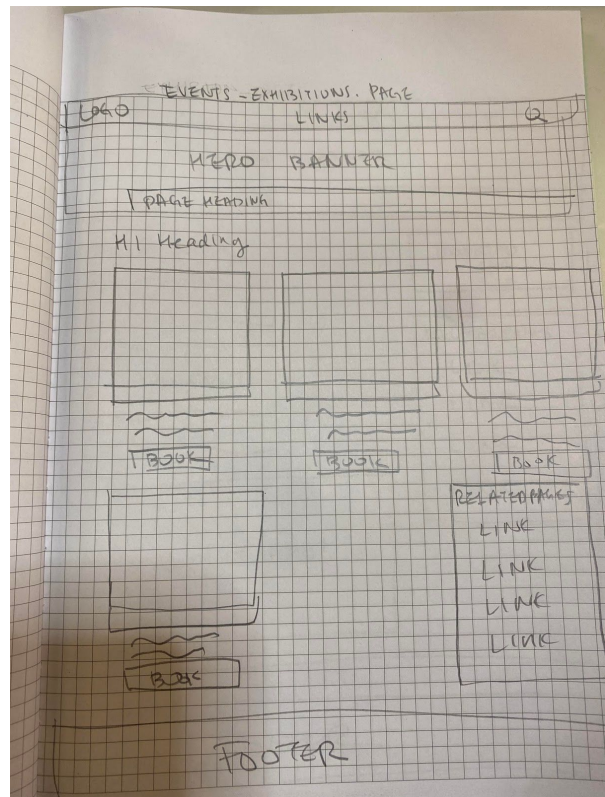 EVENTS - EXHIBITIONS. PAGE
LOGO LINKS
HERO BANNER
PAGE HEADING
H1 Heading
BOOK BOOK BOOK
RELATED PAGES
LINK
LINK
LINK
LINK
BOOK
FOOTER